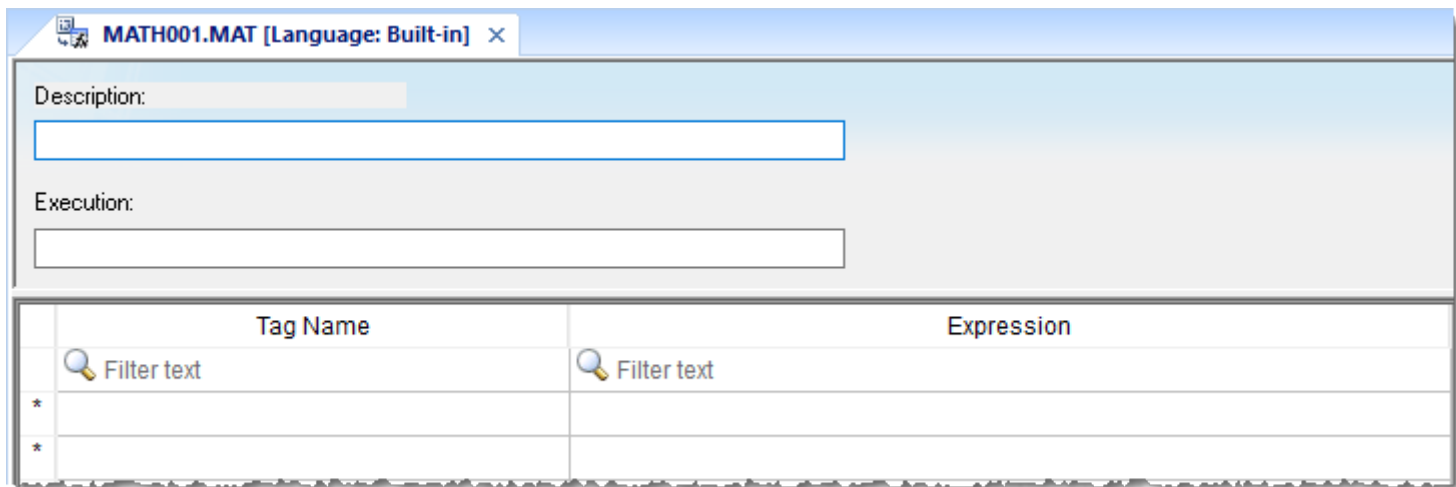 MATH001.MAT [Language: Built-in] ×
Description:
Execution:
Tag Name Expression
Filter text Filter text
*
*